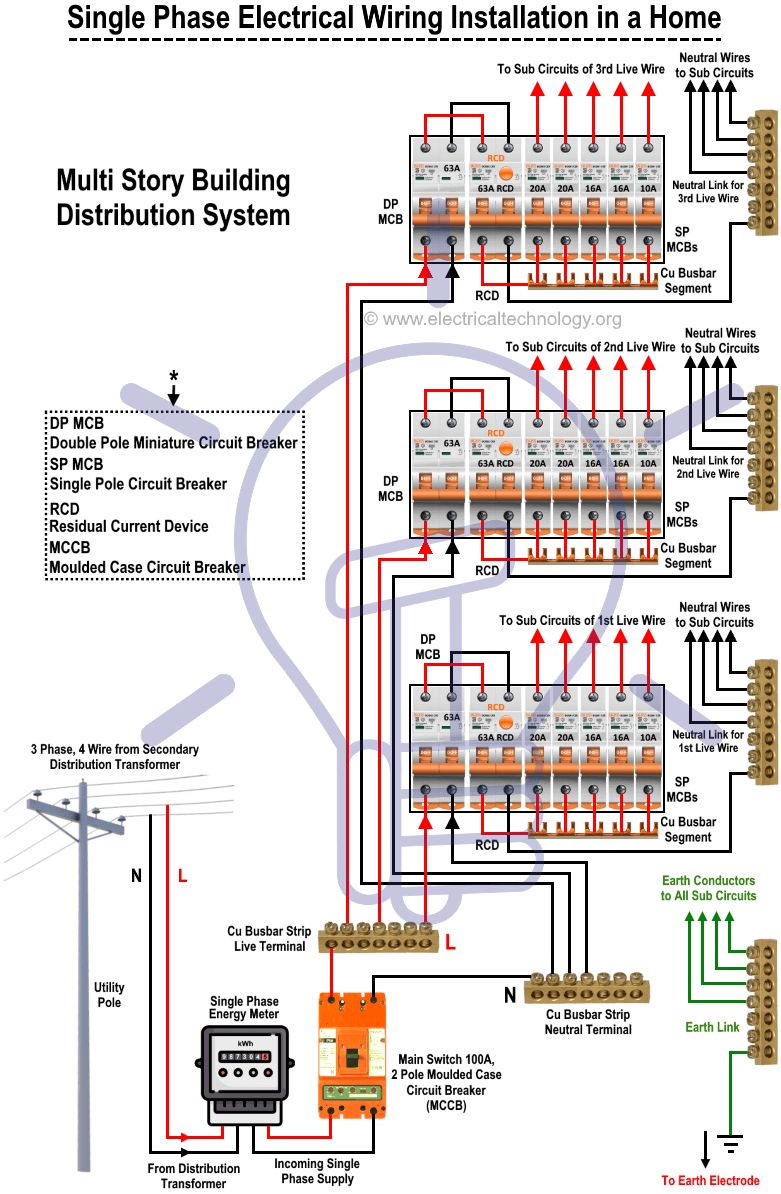 Single Phase Electrical Wiring Installation in a Home
Multi Story Building
Distribution System
To Sub Circuits of 3rd Live Wire
Neutral Wires
to Sub Circuits
63A
RCD
63A RCD
20A
20A
16A
16A
10A
DP
MCB
SP
MCBs
Neutral Link for
3rd Live Wire
RCD
Cu Busbar
Segment
© www.electricaltechnology.org
To Sub Circuits of 2nd Live Wire
Neutral Wires
to Sub Circuits
63A
RCD
63A RCD
20A
20A
16A
16A
10A
DP
MCB
SP
MCBs
Neutral Link for
2nd Live Wire
RCD
Cu Busbar
Segment
*
DP MCB
Double Pole Miniature Circuit Breaker
SP MCB
Single Pole Circuit Breaker
RCD
Residual Current Device
MCCB
Moulded Case Circuit Breaker
To Sub Circuits of 1st Live Wire
Neutral Wires
to Sub Circuits
DP
MCB
63A
RCD
63A RCD
20A
20A
16A
16A
10A
SP
MCBs
Neutral Link for
1st Live Wire
RCD
Cu Busbar
Segment
3 Phase, 4 Wire from Secondary
Distribution Transformer
N
L
Utility
Pole
Cu Busbar Strip
Live Terminal
L
N
Cu Busbar Strip
Neutral Terminal
Earth Conductors
to All Sub Circuits
Earth Link
Single Phase
Energy Meter
kWh
Main Switch 100A,
2 Pole Moulded Case
Circuit Breaker
(MCCB)
From Distribution
Transformer
Incoming Single
Phase Supply
To Earth Electrode